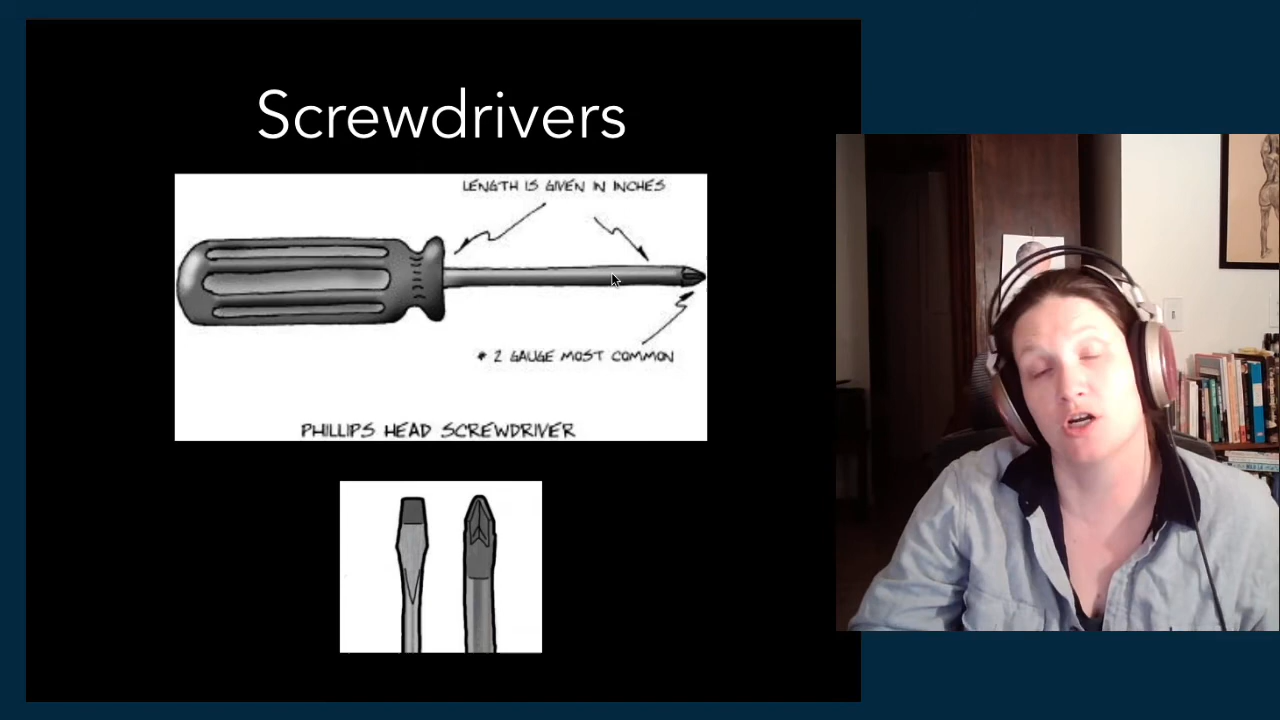 Screwdrivers
LENGTH IS GIVEN IN INCHES
# 2 GAUGE MOST COMMON
PHILLIPS HEAD SCREWDRIVER